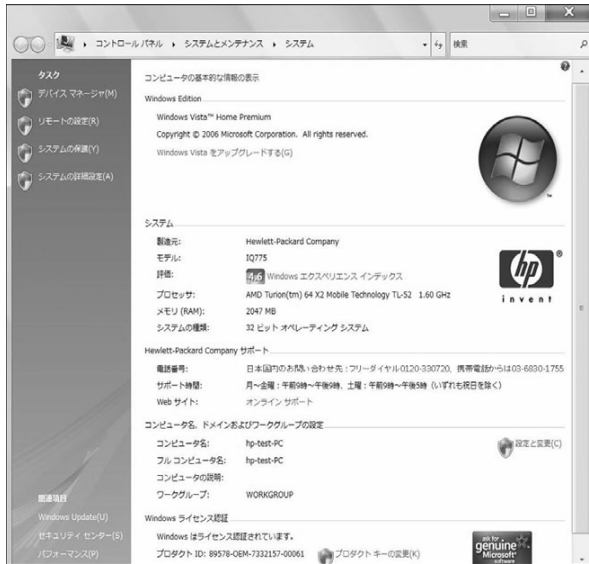 コントロール パネル ▸ システムとメンテナンス ▸ システム
検索
タスク
デバイス マネージャ(M)
リモートの設定(R)
システムの保護(Y)
システムの詳細設定(A)
関連項目
Windows Update(U)
セキュリティ センター(S)
パフォーマンス(P)
コンピュータの基本的な情報の表示
Windows Edition
Windows Vista™ Home Premium
Copyright © 2006 Microsoft Corporation. All rights reserved.
Windows Vista をアップグレードする(G)
システム
製造元: Hewlett-Packard Company
モデル: IQ775
評価: 4.6 Windows エクスペリエンス インデックス
プロセッサ: AMD Turion(tm) 64 X2 Mobile Technology TL-52 1.60 GHz
メモリ (RAM): 2047 MB
システムの種類: 32 ビット オペレーティング システム
hp®
invent
Hewlett-Packard Company サポート
電話番号: 日本国内のお問い合わせ先:フリーダイヤル0120-330720, 携帯電話からは03-6830-1755
サポート時間: 月~金曜:午前9時~午後9時、土曜:午前9時~午後5時 (いずれも祝日を除く)
Web サイト: オンライン サポート
コンピュータ名、ドメインおよびワークグループの設定
コンピュータ名: hp-test-PC
設定と変更(C)
フル コンピュータ名: hp-test-PC
コンピュータの説明:
ワークグループ: WORKGROUP
Windows ライセンス認証
Windows はライセンス認証されています。
プロダクト ID: 89578-OEM-7332157-00061 プロダクト キーの変更(K)
ask for
genuine
Microsoft®
software